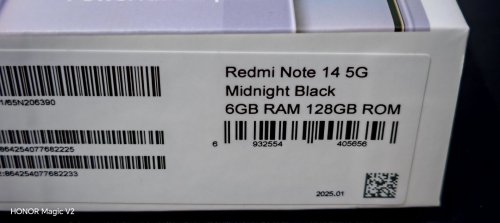 Redmi Note 14 5G
Midnight Black
6GB RAM 128GB ROM
1/65N206390
6 932554 405656
864254077682225
:864254077682233
2025.01
HONOR Magic V2